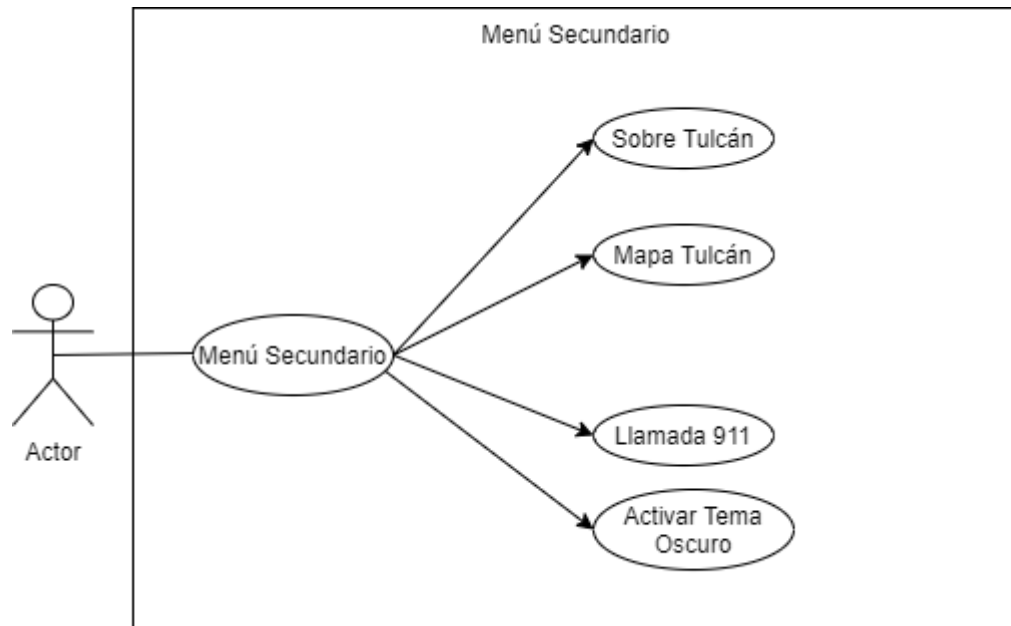 Menú Secundario
Sobre Tulcán
Mapa Tulcán
Menú Secundario
Actor
Llamada 911
Activar Tema
Oscuro